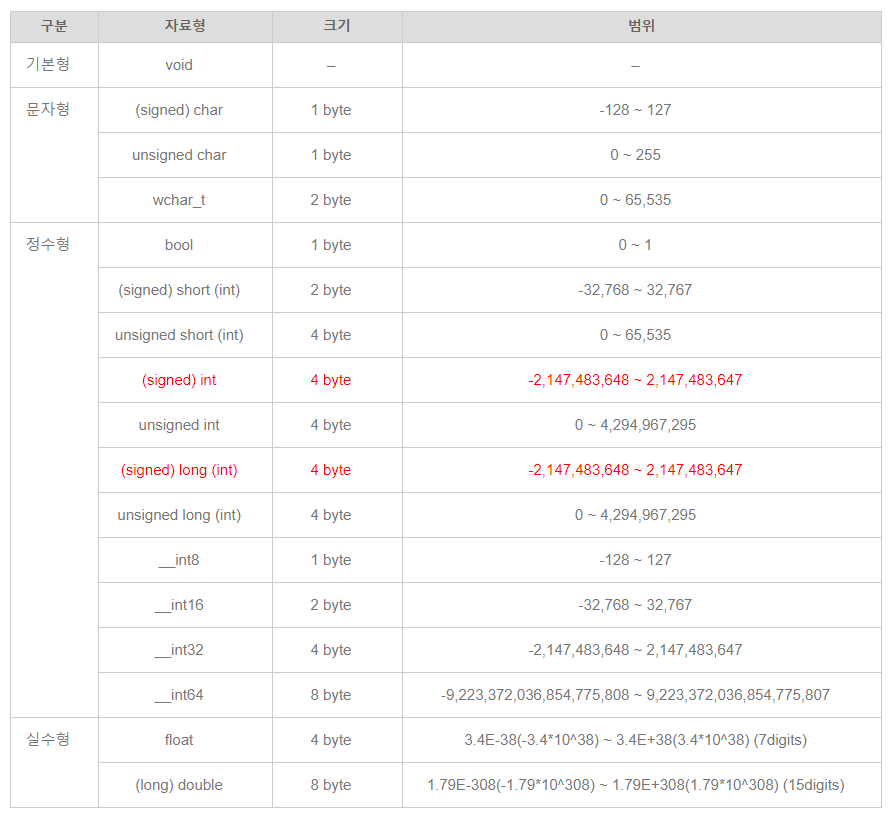 구분 자료형 크기 범위
기본형 void – –
문자형 (signed) char 1 byte -128 ~ 127
unsigned char 1 byte 0 ~ 255
wchar_t 2 byte 0 ~ 65,535
정수형 bool 1 byte 0 ~ 1
(signed) short (int) 2 byte -32,768 ~ 32,767
unsigned short (int) 4 byte 0 ~ 65,535
(signed) int 4 byte -2,147,483,648 ~ 2,147,483,647
unsigned int 4 byte 0 ~ 4,294,967,295
(signed) long (int) 4 byte -2,147,483,648 ~ 2,147,483,647
unsigned long (int) 4 byte 0 ~ 4,294,967,295
__int8 1 byte -128 ~ 127
__int16 2 byte -32,768 ~ 32,767
__int32 4 byte -2,147,483,648 ~ 2,147,483,647
__int64 8 byte -9,223,372,036,854,775,808 ~ 9,223,372,036,854,775,807
실수형 float 4 byte 3.4E-38(-3.4*10^38) ~ 3.4E+38(3.4*10^38) (7digits)
(long) double 8 byte 1.79E-308(-1.79*10^308) ~ 1.79E+308(1.79*10^308) (15digits)